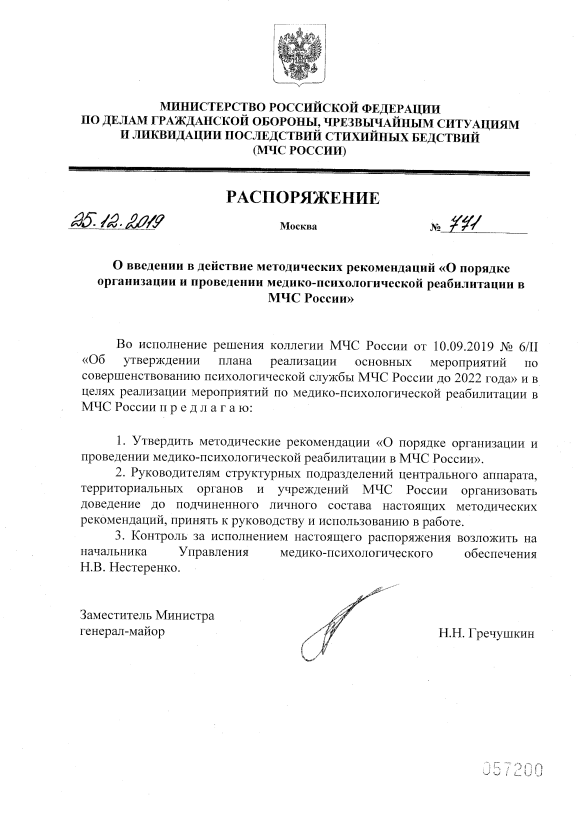 МИНИСТЕРСТВО РОССИЙСКОЙ ФЕДЕРАЦИИ
ПО ДЕЛАМ ГРАЖДАНСКОЙ ОБОРОНЫ, ЧРЕЗВЫЧАЙНЫМ СИТУАЦИЯМ
И ЛИКВИДАЦИИ ПОСЛЕДСТВИЙ СТИХИЙНЫХ БЕДСТВИЙ
(МЧС РОССИИ)
РАСПОРЯЖЕНИЕ
25.12.2019 Москва № 771
О введении в действие методических рекомендаций «О порядке
организации и проведении медико-психологической реабилитации в
МЧС России»
Во исполнение решения коллегии МЧС России от 10.09.2019 № 6/II
«Об утверждении плана реализации основных мероприятий по
совершенствованию психологической службы МЧС России до 2022 года» и в
целях реализации мероприятий по медико-психологической реабилитации в
МЧС России п р е д л а г а ю:
1. Утвердить методические рекомендации «О порядке организации и
проведении медико-психологической реабилитации в МЧС России».
2. Руководителям структурных подразделений центрального аппарата,
территориальных органов и учреждений МЧС России организовать
доведение до подчиненного личного состава настоящих методических
рекомендаций, принять к руководству и использованию в работе.
3. Контроль за исполнением настоящего распоряжения возложить на
начальника Управления медико-психологического обеспечения
Н.В. Нестеренко.
Заместитель Министра
генерал-майор Н.Н. Гречушкин
057200